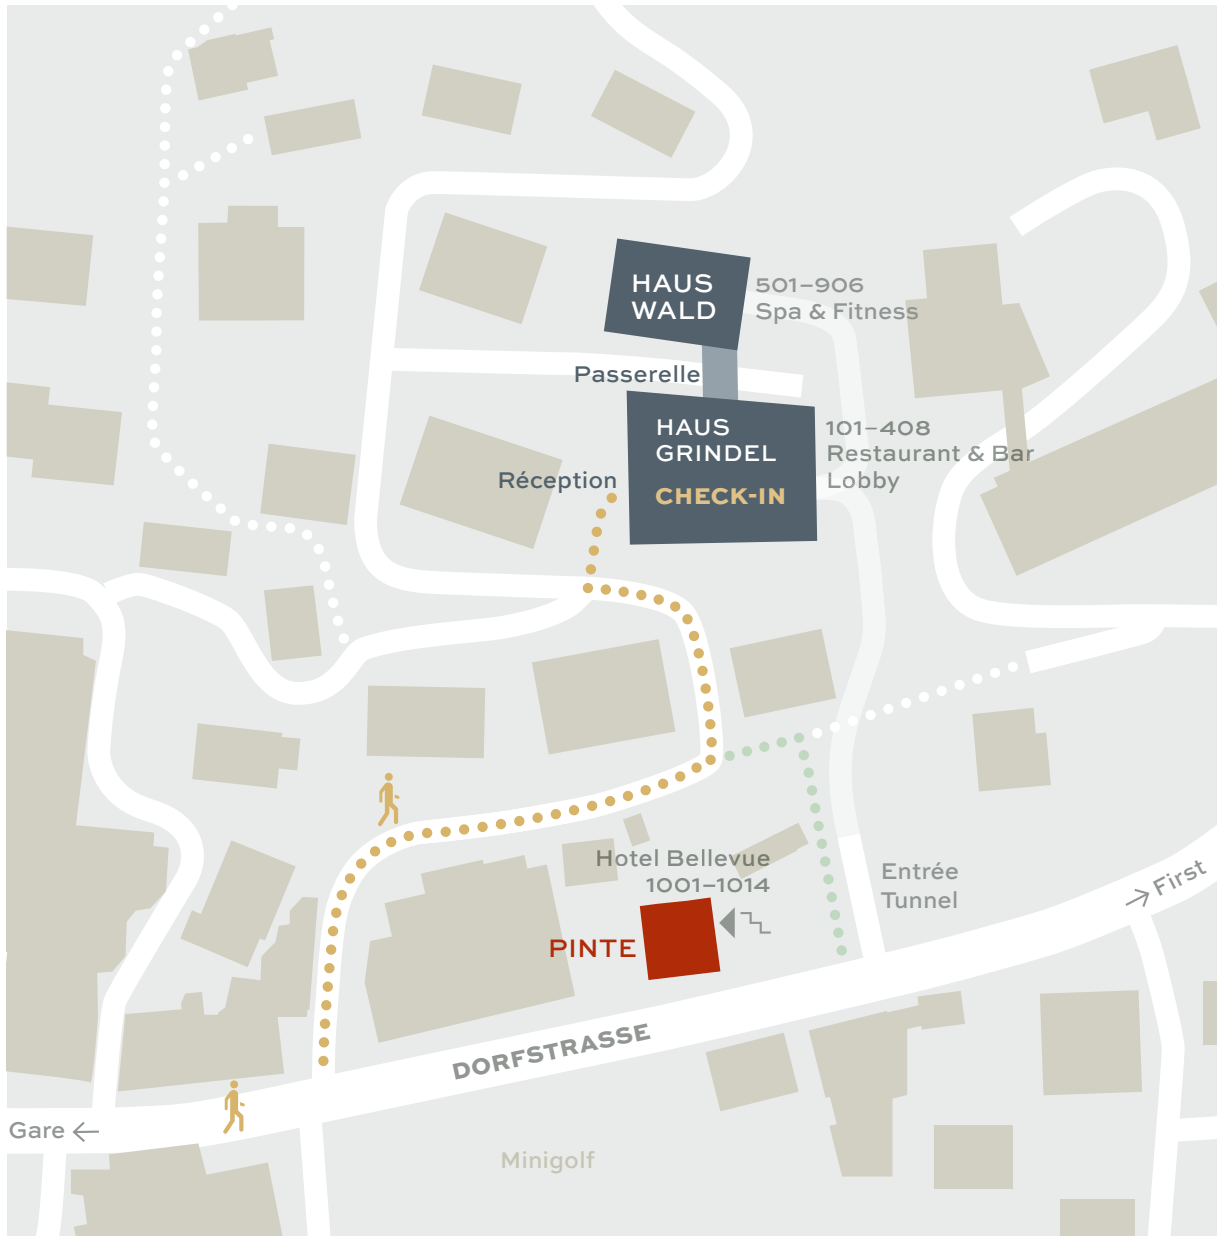 HAUS
WALD
501–906
Spa & Fitness
Passerelle
HAUS
GRINDEL
CHECK-IN
101–408
Restaurant & Bar
Lobby
Réception
Hotel Bellevue
1001–1014
Entrée
Tunnel
First
PINTE
DORFSTRASSE
Gare
Minigolf